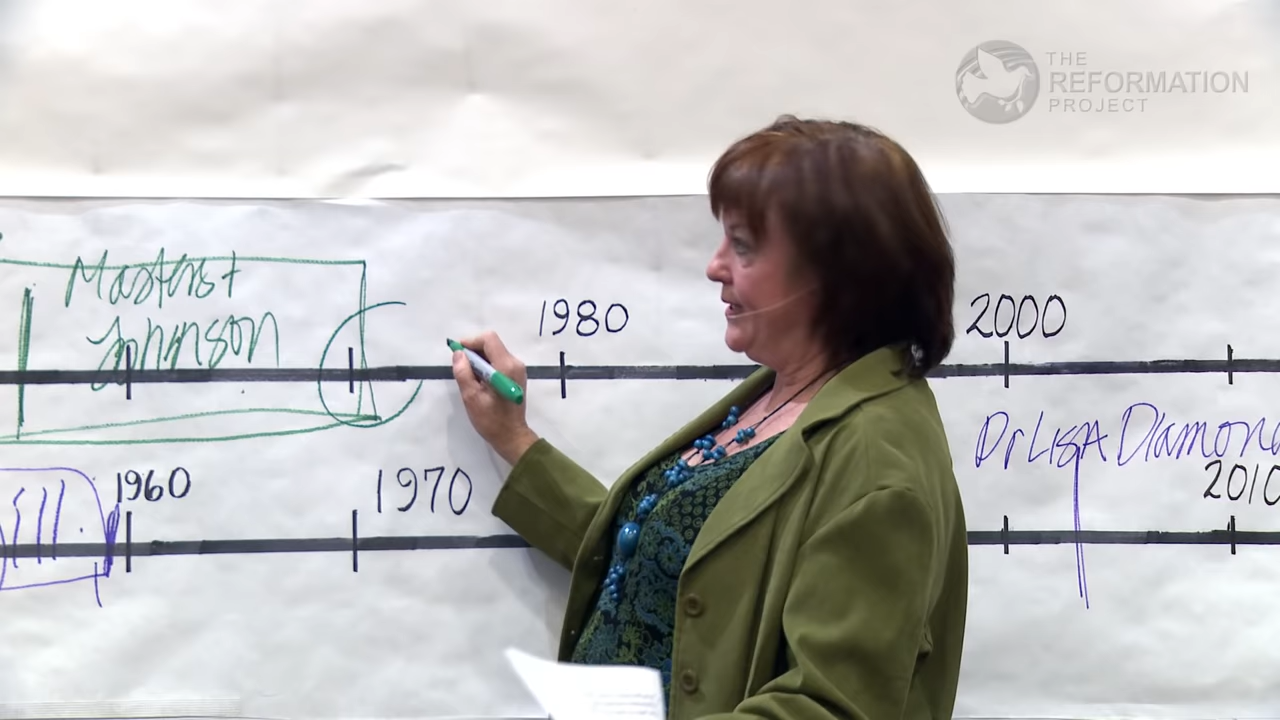 THE
REFORMATION
PROJECT
Masters +
Johnson
1980
2000
Dr LISA Diamond
1960
1970
2010